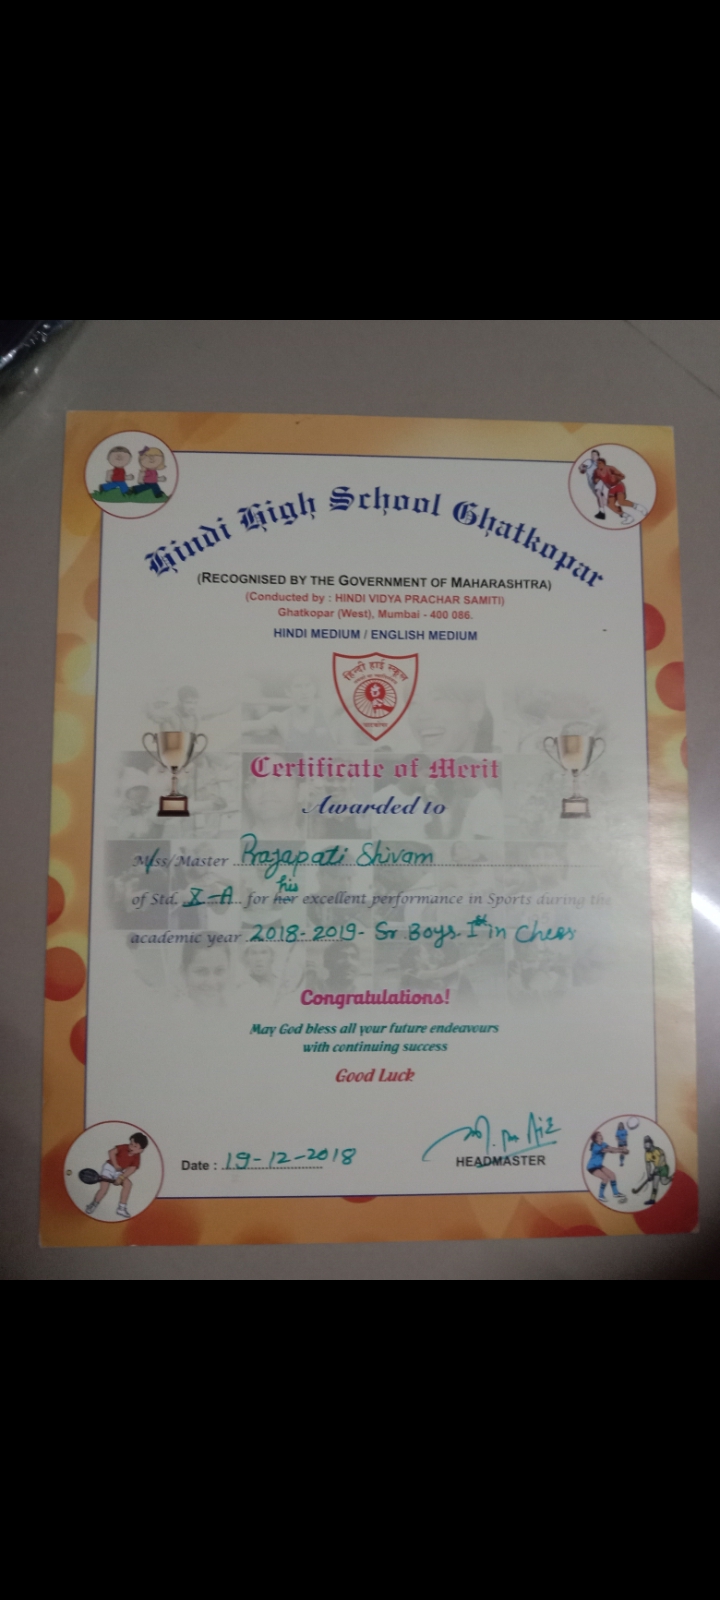 Hindi High School Ghatkopar
(RECOGNISED BY THE GOVERNMENT OF MAHARASHTRA)
(Conducted by : HINDI VIDYA PRACHAR SAMITI)
Ghatkopar (West), Mumbai - 400 086.
HINDI MEDIUM / ENGLISH MEDIUM
हिन्दी हाई स्कूल
Certificate of Merit
Awarded to
Miss/Master Prajapati Shivam
his
of Std. X-A for her excellent performance in Sports during the
academic year 2018-2019- Sr Boys. Ist in Chess
Congratulations!
May God bless all your future endeavours
with continuing success
Good Luck
Date : 19-12-2018
HEADMASTER